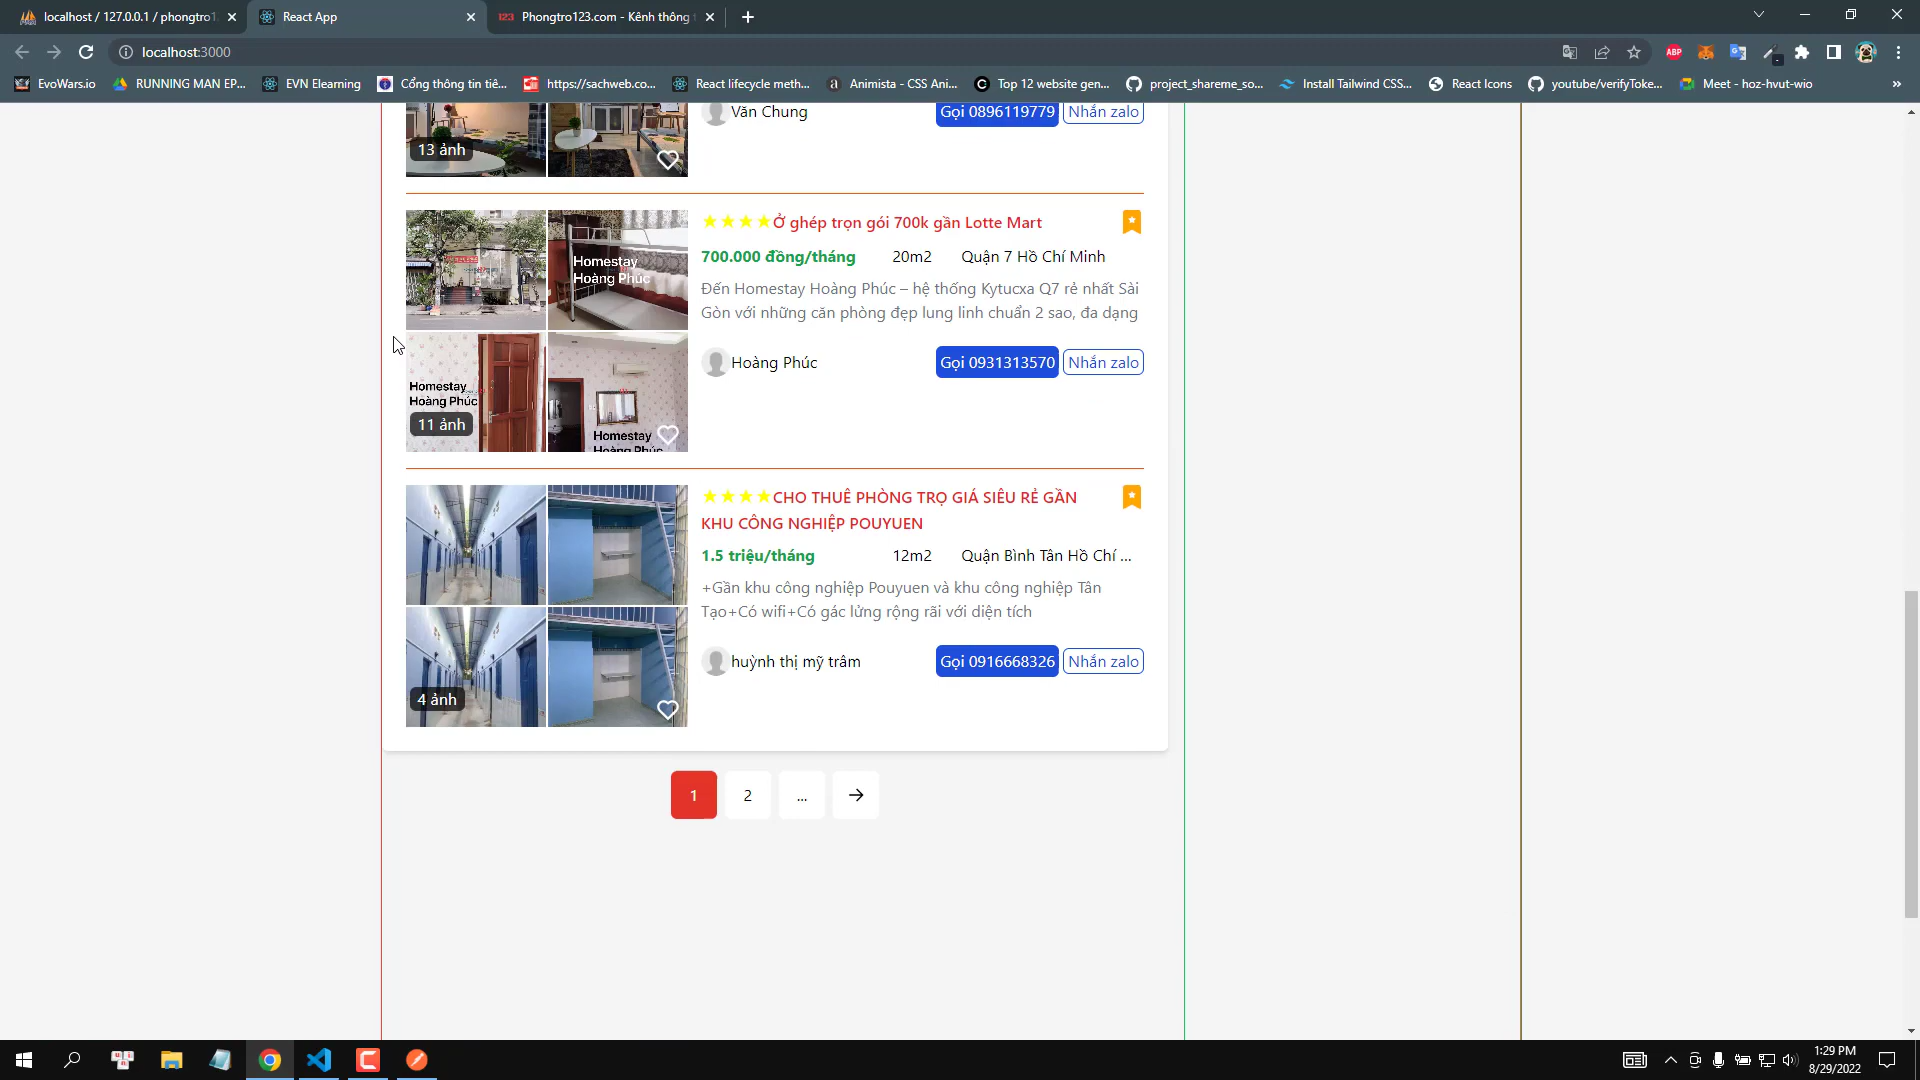 localhost / 127.0.0.1 / phongtro1
React App
Phongtro123.com - Kênh thông
localhost:3000
EvoWars.io
RUNNING MAN EP...
EVN Elearning
Cổng thông tin tiê...
https://sachweb.co...
React lifecycle meth...
Animista - CSS Ani...
Top 12 website gen...
project_shareme_so...
Install Tailwind CSS...
React Icons
youtube/verifyToke...
Meet - hoz-hvut-wio
»
Văn Chung
Gọi 0896119779
Nhắn zalo
13 ảnh
Ở ghép trọn gói 700k gần Lotte Mart
700.000 đồng/tháng
20m2
Quận 7 Hồ Chí Minh
Đến Homestay Hoàng Phúc – hệ thống Kytucxa Q7 rẻ nhất Sài
Gòn với những căn phòng đẹp lung linh chuẩn 2 sao, đa dạng
Homestay
Hoàng Phúc
Hoàng Phúc
Gọi 0931313570
Nhắn zalo
Homestay
Hoàng Phúc
11 ảnh
Homestay
Hoàng Phúc
CHO THUÊ PHÒNG TRỌ GIÁ SIÊU RẺ GẦN
KHU CÔNG NGHIỆP POUYUEN
1.5 triệu/tháng
12m2
Quận Bình Tân Hồ Chí ...
+Gần khu công nghiệp Pouyuen và khu công nghiệp Tân
Tạo+Có wifi+Có gác lửng rộng rãi với diện tích
huỳnh thị mỹ trâm
Gọi 0916668326
Nhắn zalo
4 ảnh
1
2
...
1:29 PM
8/29/2022